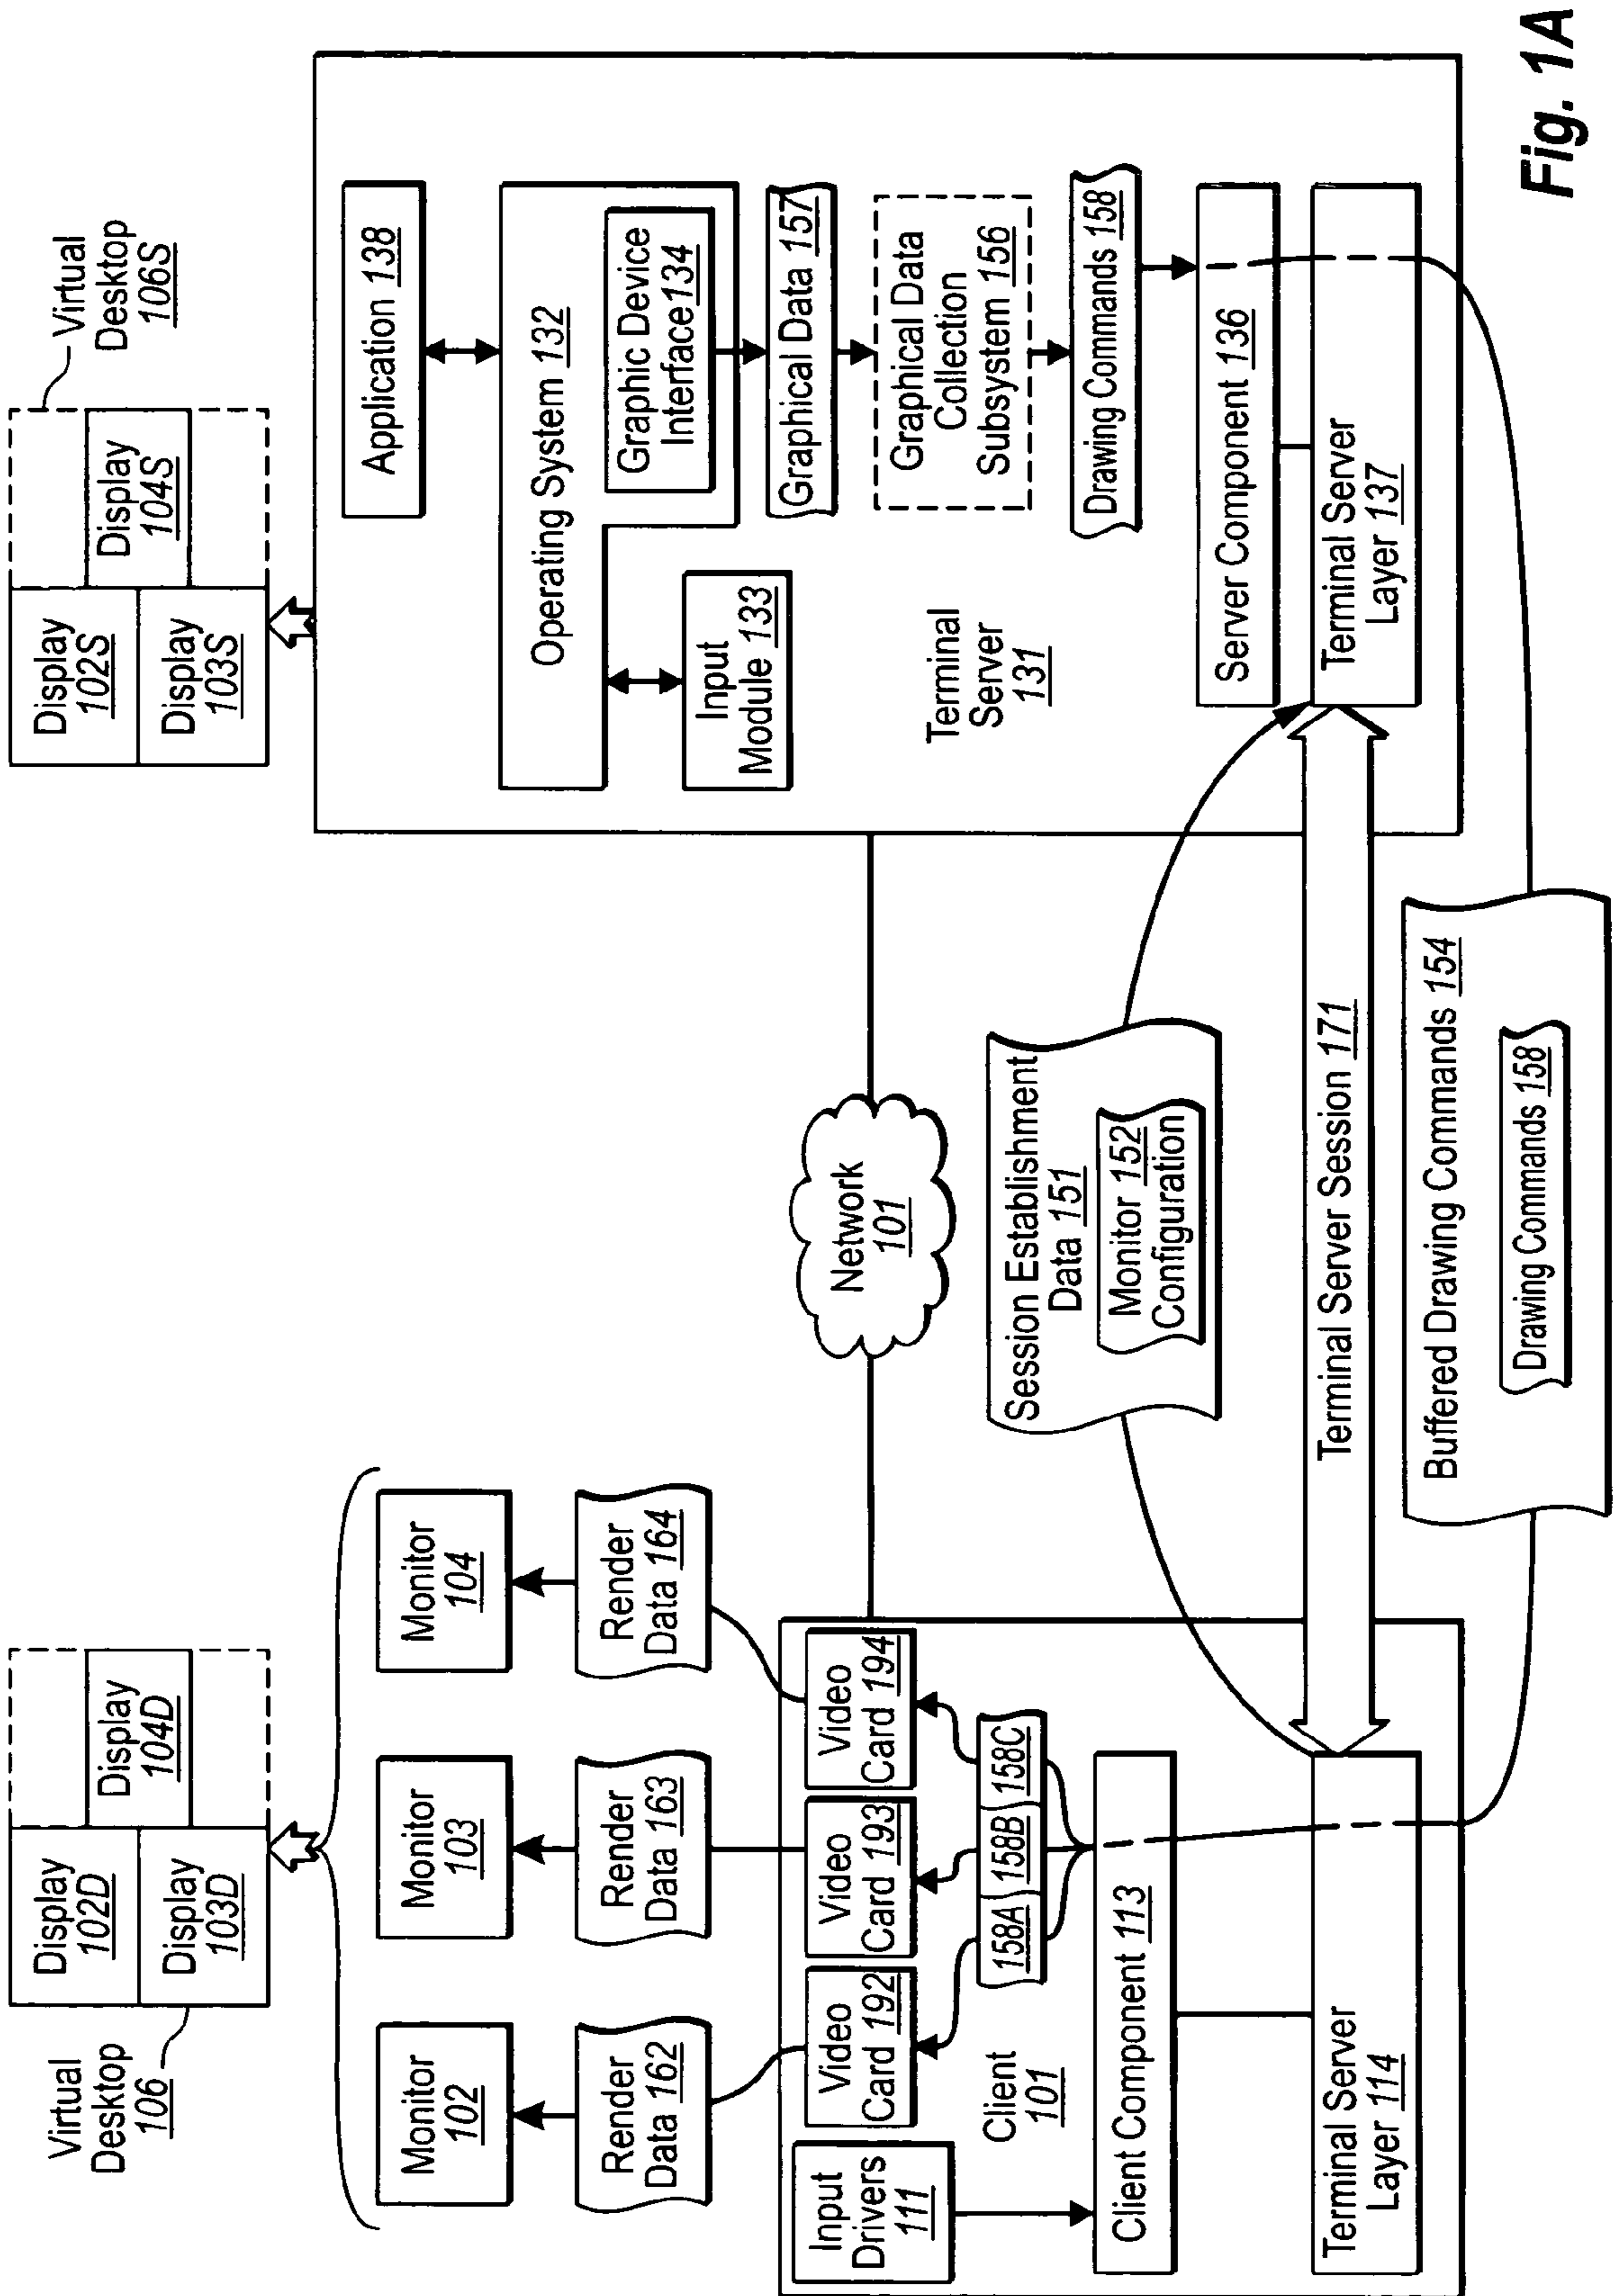 Virtual
Desktop
106
Display
102D
Display
103D
Display
104D
Monitor
102
Monitor
103
Monitor
104
Render
Data 162
Render
Data 163
Render
Data 164
Input
Drivers
111
Video
Card 192
Video
Card 193
Video
Card 194
Client
101
158A
158B
158C
Client Component 113
Terminal Server
Layer 114
Network
101
Session Establishment
Data 151
Monitor 152
Configuration
Terminal Server Session 171
Buffered Drawing Commands 154
Drawing Commands 158
Display
102S
Display
103S
Display
104S
Virtual
Desktop
106S
Application 138
Operating System 132
Graphic Device
Interface 134
Input
Module 133
Graphical Data 157
Graphical Data
Collection
Subsystem 156
Drawing Commands 158
Terminal
Server
131
Server Component 136
Terminal Server
Layer 137
Fig. 1A